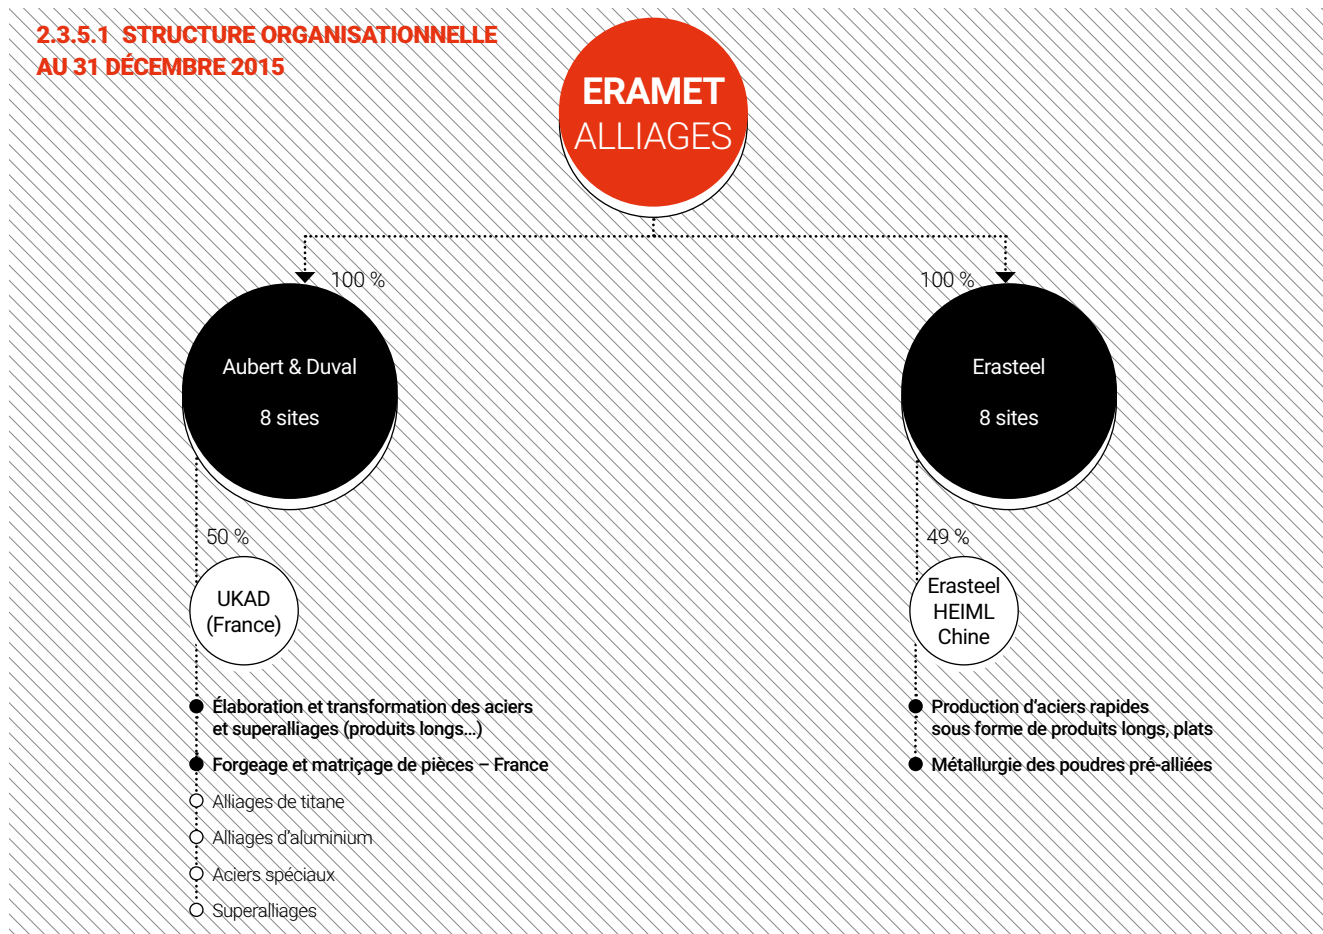 2.3.5.1 STRUCTURE ORGANISATIONNELLE
AU 31 DÉCEMBRE 2015
ERAMET
ALLIAGES
100 %
100 %
Aubert & Duval
8 sites
Erasteel
8 sites
50 %
49 %
UKAD
(France)
Erasteel
HEIML
Chine
Élaboration et transformation des aciers
et superalliages (produits longs...)
Forgeage et matriçage de pièces – France
Alliages de titane
Alliages d'aluminium
Aciers spéciaux
Superalliages
Production d'aciers rapides
sous forme de produits longs, plats
Métallurgie des poudres pré-alliées